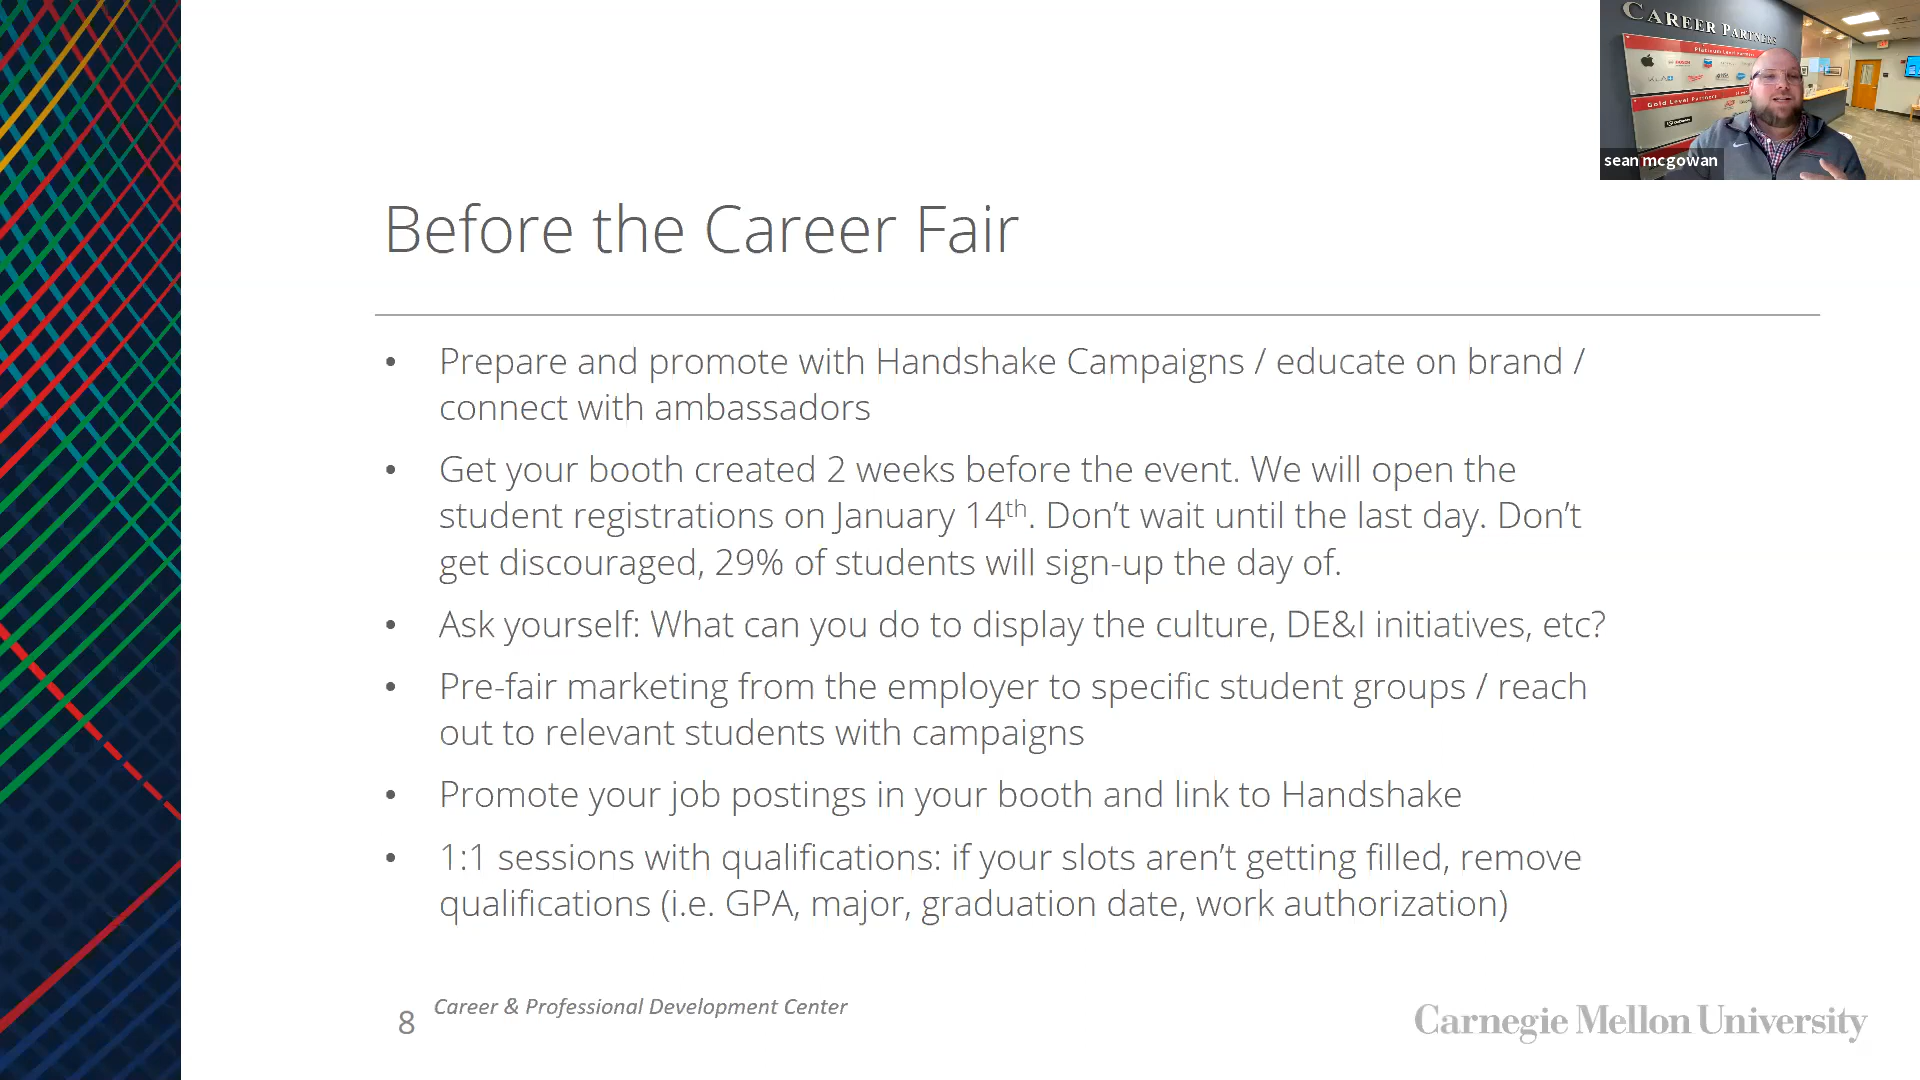 CAREER PARTNERS
Platinum Level Partners
Gold Level Partner
sean mcgowan
Before the Career Fair
• Prepare and promote with Handshake Campaigns / educate on brand /
connect with ambassadors
• Get your booth created 2 weeks before the event. We will open the
student registrations on January 14th. Don’t wait until the last day. Don’t
get discouraged, 29% of students will sign-up the day of.
• Ask yourself: What can you do to display the culture, DE&I initiatives, etc?
• Pre-fair marketing from the employer to specific student groups / reach
out to relevant students with campaigns
• Promote your job postings in your booth and link to Handshake
• 1:1 sessions with qualifications: if your slots aren’t getting filled, remove
qualifications (i.e. GPA, major, graduation date, work authorization)
8
Career & Professional Development Center
Carnegie Mellon University